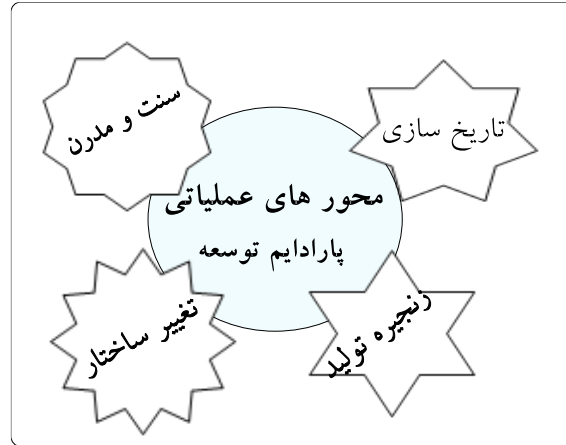 تاریخ سازی
سنت و مدرن
محور های عملیاتی
پارادایم توسعه
زنجیره تولید
تغییر ساختار